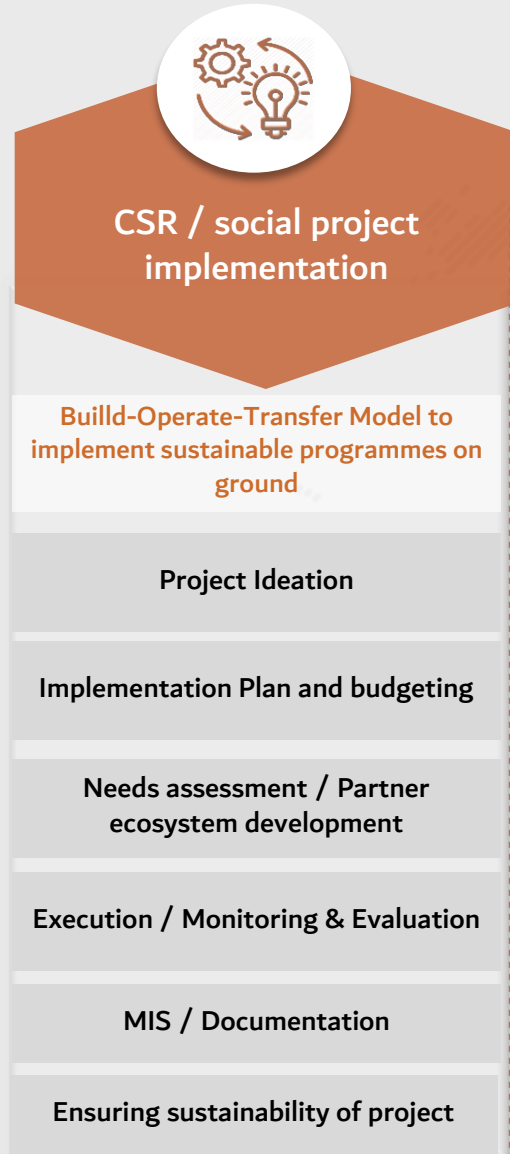 CSR / social project
implementation
Builld-Operate-Transfer Model to
implement sustainable programmes on
ground
Project Ideation
Implementation Plan and budgeting
Needs assessment / Partner
ecosystem development
Execution / Monitoring & Evaluation
MIS / Documentation
Ensuring sustainability of project